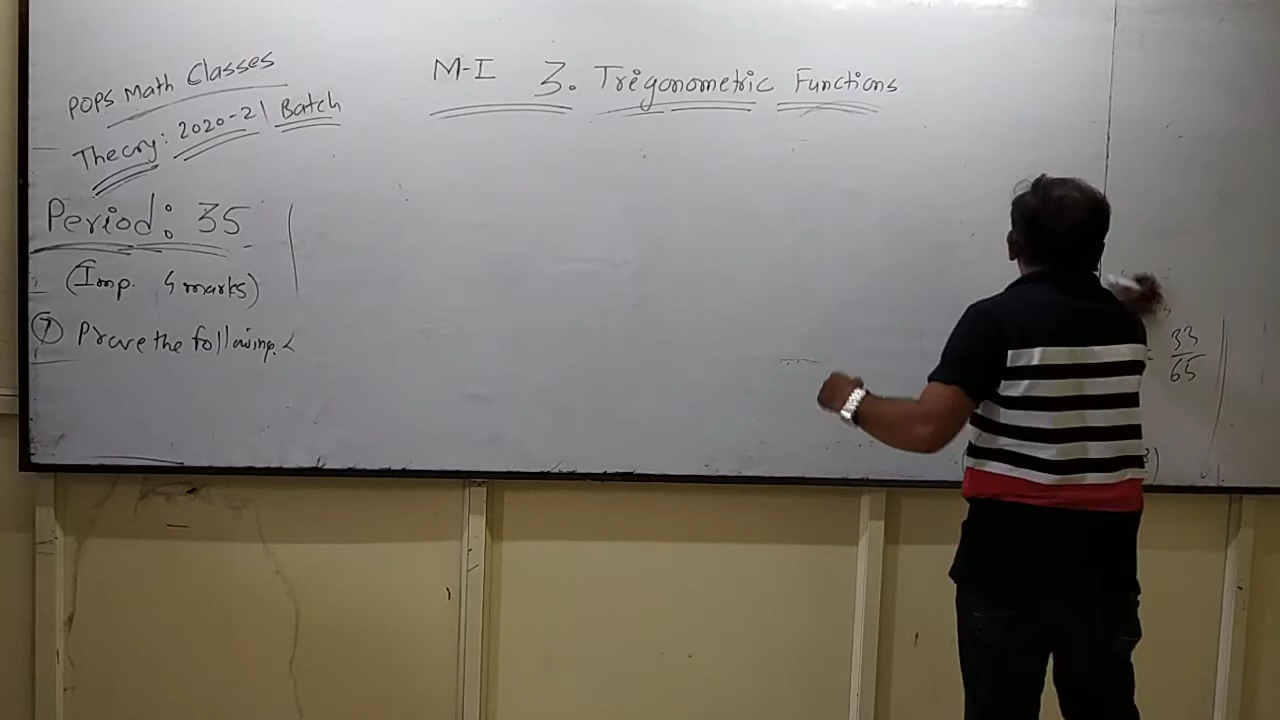 POPS Math Classes
Theory: 2020-21 Batch
M-I 3. Trigonometric Functions
Period: 35
(Imp. 4 marks)
⑦ Prove the following.
= 33/65